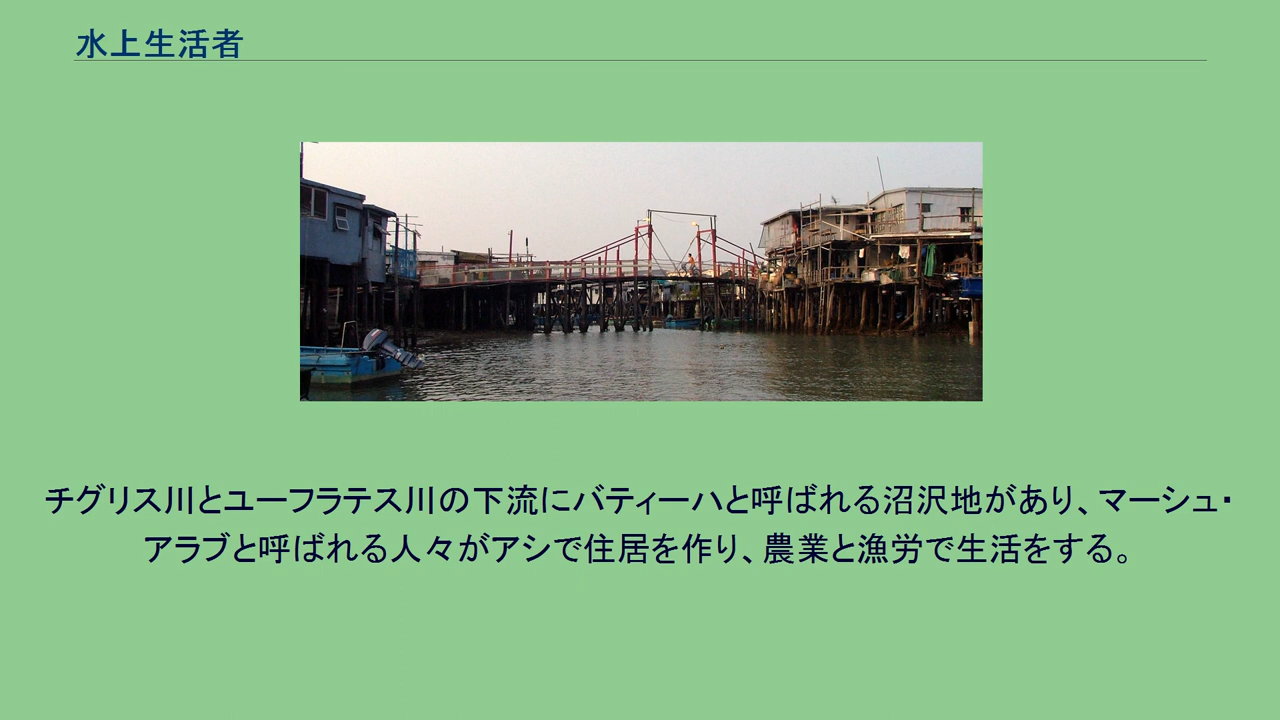 水上生活者
チグリス川とユーフラテス川の下流にバティーハと呼ばれる沼沢地があり、マーシュ・
アラブと呼ばれる人々がアシで住居を作り、農業と漁労で生活をする。